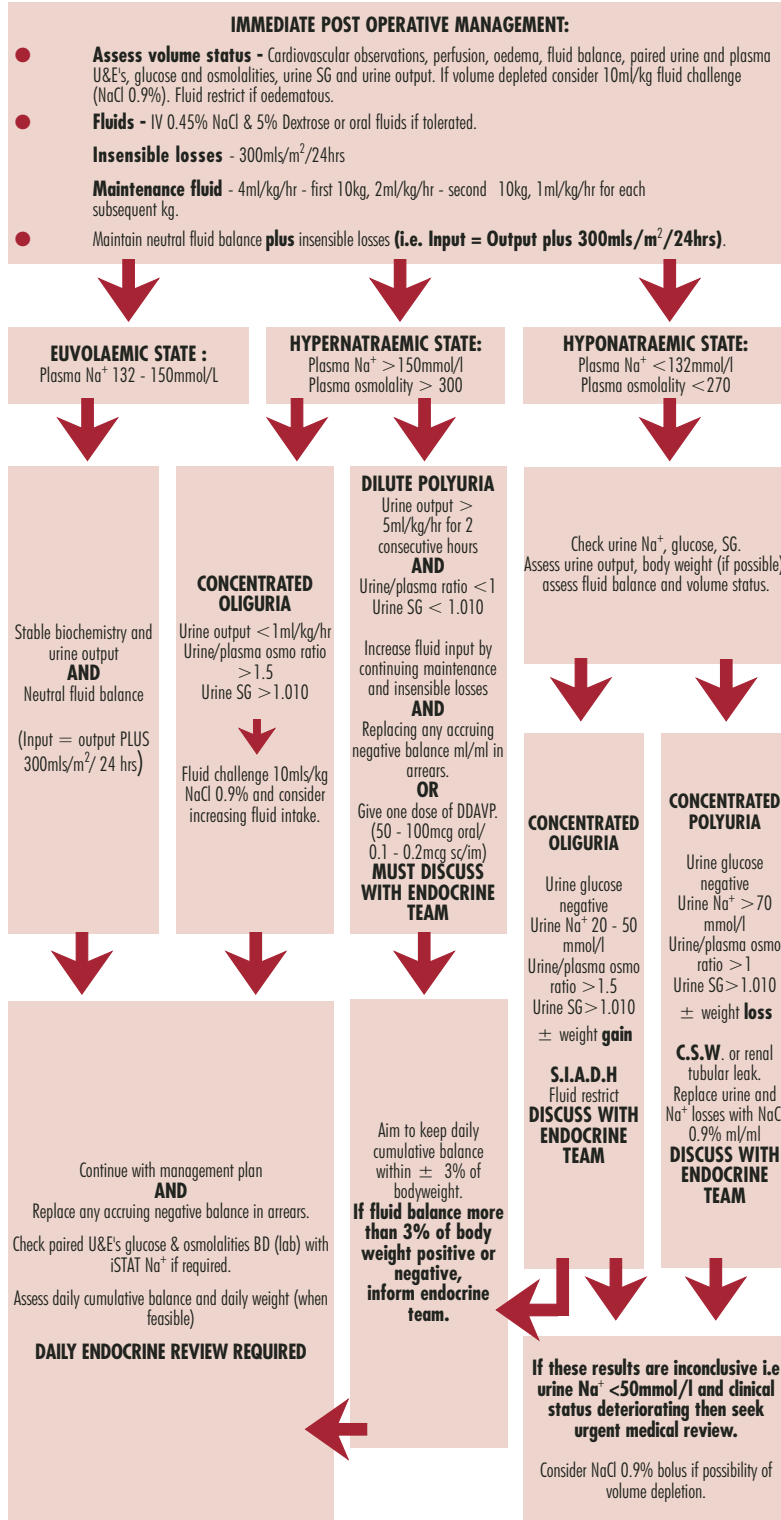 IMMEDIATE POST OPERATIVE MANAGEMENT:
Assess volume status - Cardiovascular observations, perfusion, oedema, fluid balance, paired urine and plasma
U&E's, glucose and osmolalities, urine SG and urine output. If volume depleted consider 10ml/kg fluid challenge
(NaCl 0.9%). Fluid restrict if oedematous.
Fluids - IV 0.45% NaCl & 5% Dextrose or oral fluids if tolerated.
Insensible losses - 300mls/m²/24hrs
Maintenance fluid - 4ml/kg/hr - first 10kg, 2ml/kg/hr - second 10kg, 1ml/kg/hr for each
subsequent kg.
Maintain neutral fluid balance plus insensible losses (i.e. Input = Output plus 300mls/m²/24hrs).
EUVOLAEMIC STATE :
Plasma Na⁺ 132 - 150mmol/L
HYPERNATRAEMIC STATE:
Plasma Na⁺ >150mmol/l
Plasma osmolality > 300
HYPONATRAEMIC STATE:
Plasma Na⁺ <132mmol/l
Plasma osmolality <270
Stable biochemistry and
urine output
AND
Neutral fluid balance
(Input = output PLUS
300mls/m²/ 24 hrs)
CONCENTRATED
OLIGURIA
Urine output <1ml/kg/hr
Urine/plasma osmo ratio
>1.5
Urine SG >1.010
Fluid challenge 10mls/kg
NaCl 0.9% and consider
increasing fluid intake.
DILUTE POLYURIA
Urine output >
5ml/kg/hr for 2
consecutive hours
AND
Urine/plasma ratio <1
Urine SG < 1.010
Increase fluid input by
continuing maintenance
and insensible losses
AND
Replacing any accruing
negative balance ml/ml in
arrears.
OR
Give one dose of DDAVP.
(50 - 100mcg oral/
0.1 - 0.2mcg sc/im)
MUST DISCUSS
WITH ENDOCRINE
TEAM
Check urine Na⁺, glucose, SG.
Assess urine output, body weight (if possible)
assess fluid balance and volume status.
CONCENTRATED
OLIGURIA
Urine glucose
negative
Urine Na⁺ 20 - 50
mmol/l
Urine/plasma osmo
ratio >1.5
Urine SG>1.010
± weight gain
S.I.A.D.H
Fluid restrict
DISCUSS WITH
ENDOCRINE
TEAM
CONCENTRATED
POLYURIA
Urine glucose
negative
Urine Na⁺ >70
mmol/l
Urine/plasma osmo
ratio >1
Urine SG>1.010
± weight loss
C.S.W. or renal
tubular leak.
Replace urine and
Na⁺ losses with NaCl
0.9% ml/ml
DISCUSS WITH
ENDOCRINE
TEAM
Continue with management plan
AND
Replace any accruing negative balance in arrears.
Check paired U&E's glucose & osmolalities BD (lab) with
iSTAT Na⁺ if required.
Assess daily cumulative balance and daily weight (when
feasible)
DAILY ENDOCRINE REVIEW REQUIRED
Aim to keep daily
cumulative balance
within ± 3% of
bodyweight.
If fluid balance more
than 3% of body
weight positive or
negative,
inform endocrine
team.
If these results are inconclusive i.e
urine Na⁺ <50mmol/l and clinical
status deteriorating then seek
urgent medical review.
Consider NaCl 0.9% bolus if possibility of
volume depletion.